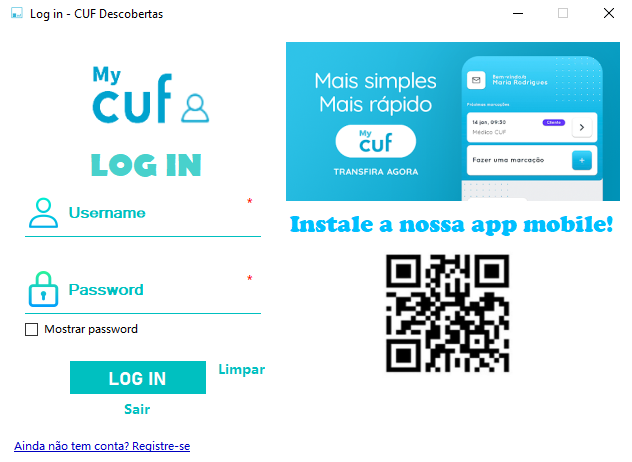 Log in - CUF Descobertas
My
cuf
LOG IN
Username
*
Password
*
Mostrar password
LOG IN
Limpar
Sair
Ainda não tem conta? Registre-se
Mais simples
Mais rápido
My
cuf
TRANSFIRA AGORA
Bem-vindo/a
Maria Rodrigues
Próximas marcações
14 jan, 09:30
Cliente
Médico CUF
Fazer uma marcação
+
Instale a nossa app mobile!